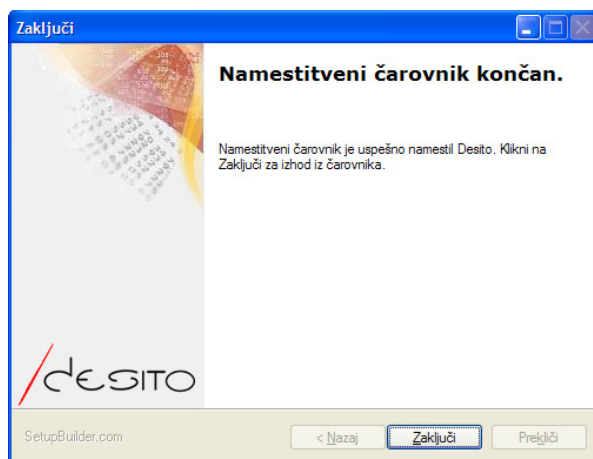 Zaključi
Namestitveni čarovnik končan.
Namestitveni čarovnik je uspešno namestil Desito. Klikni na
Zaključi za izhod iz čarovnika.
desito
SetupBuilder.com
< Nazaj
Zaključi
Prekliči